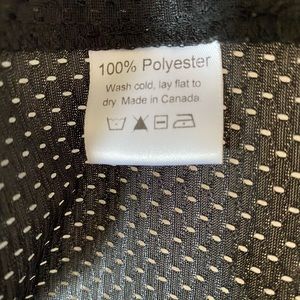 100% Polyester
Wash cold, lay flat to
dry. Made in Canada.